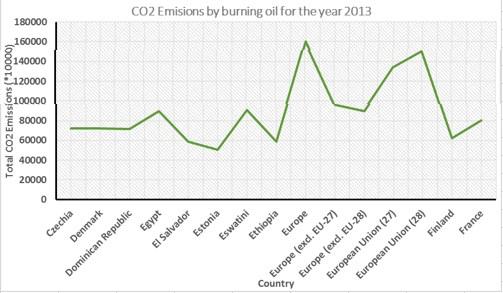 CO2 Emisions by burning oil for the year 2013
Total CO2 Emissions (*10000)
180000
160000
140000
120000
100000
80000
60000
40000
20000
0
Czechia
Denmark
Dominican Republic
Egypt
El Salvador
Estonia
Eswatini
Ethiopia
Europe
Europe (excl. EU-27)
Europe (excl. EU-28)
European Union (27)
European Union (28)
Finland
France
Country